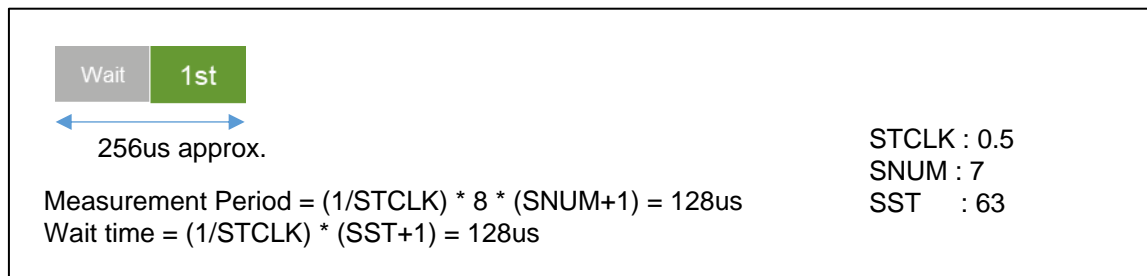 Wait 1st
256us approx.
Measurement Period = (1/STCLK) * 8 * (SNUM+1) = 128us
Wait time = (1/STCLK) * (SST+1) = 128us
STCLK : 0.5
SNUM : 7
SST : 63